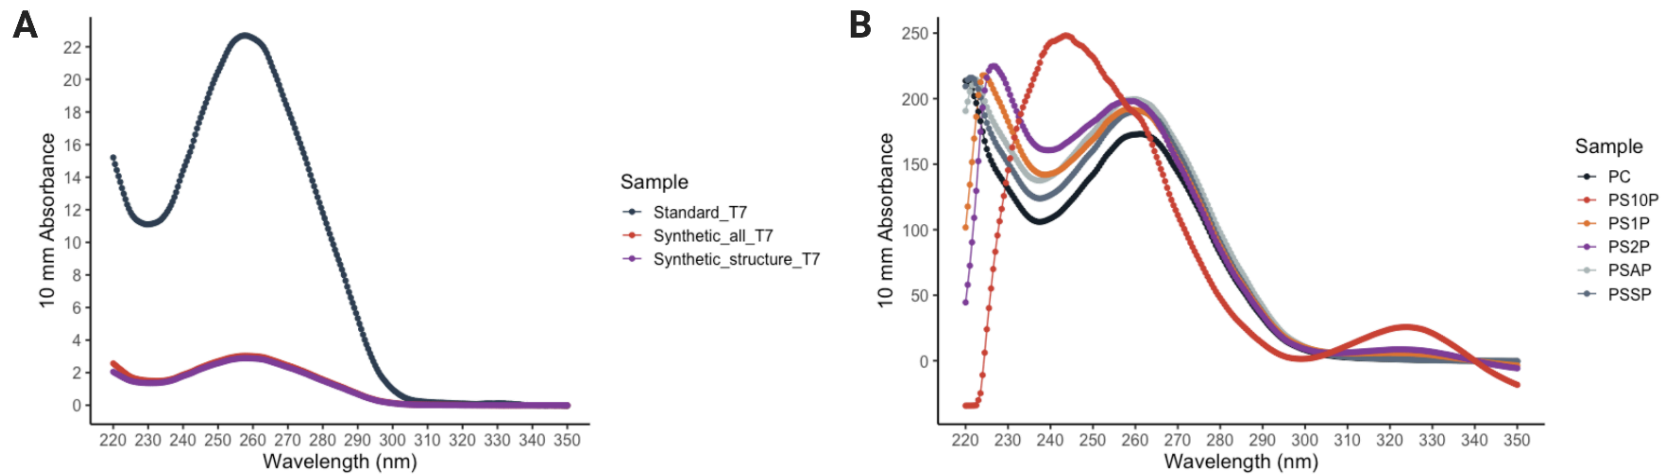 A
10 mm Absorbance
22
20
18
16
14
12
10
8
6
4
2
0
220 230 240 250 260 270 280 290 300 310 320 330 340 350
Wavelength (nm)
Sample
Standard_T7
Synthetic_all_T7
Synthetic_structure_T7
B
10 mm Absorbance
250
200
150
100
50
0
220 230 240 250 260 270 280 290 300 310 320 330 340 350
Wavelength (nm)
Sample
PC
PS10P
PS1P
PS2P
PSAP
PSSP